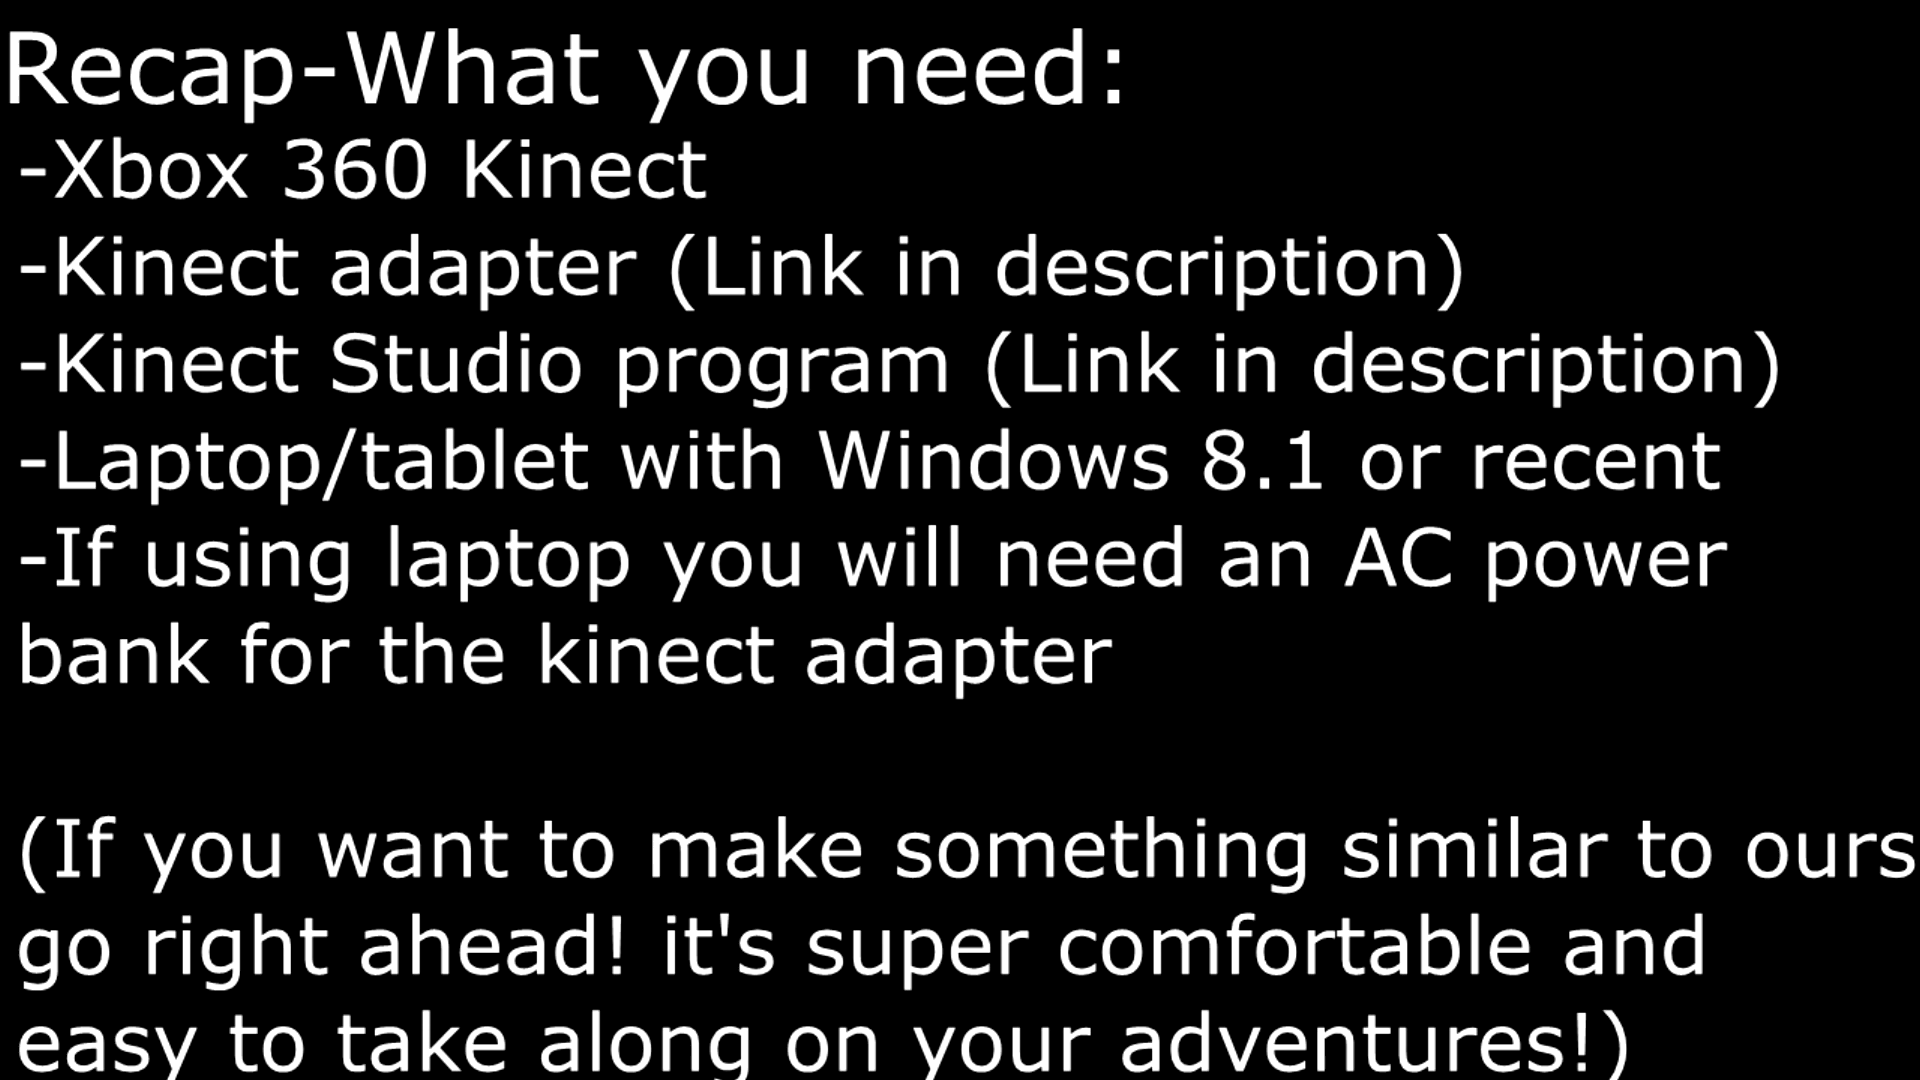 Recap-What you need:
-Xbox 360 Kinect
-Kinect adapter (Link in description)
-Kinect Studio program (Link in description)
-Laptop/tablet with Windows 8.1 or recent
-If using laptop you will need an AC power
bank for the kinect adapter
(If you want to make something similar to ours
go right ahead! it's super comfortable and
easy to take along on your adventures!)